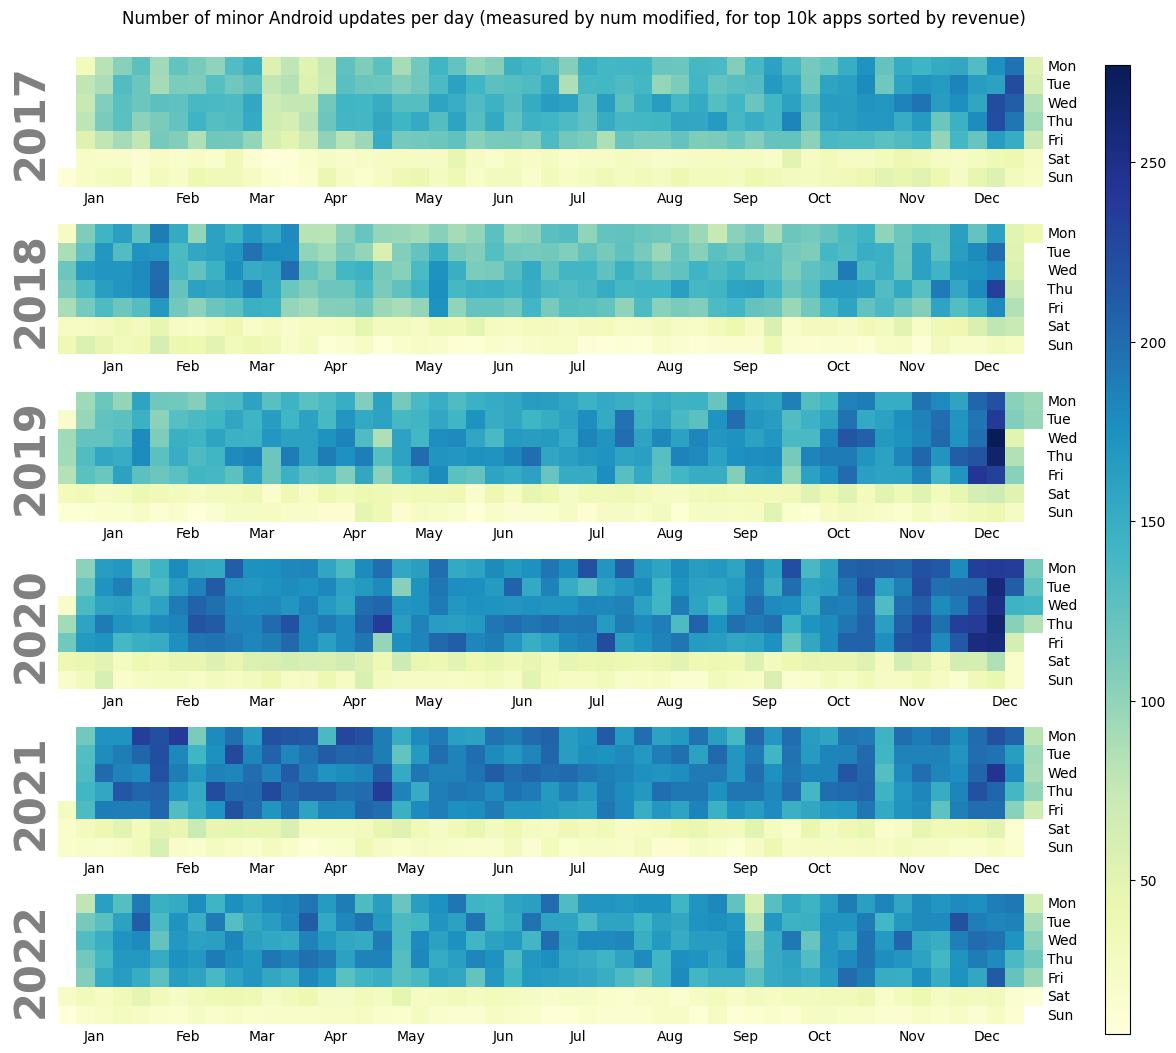 Number of minor Android updates per day (measured by num modified, for top 10k apps sorted by revenue)
2017
Mon
Tue
Wed
Thu
Fri
Sat
Sun
Jan Feb Mar Apr May Jun Jul Aug Sep Oct Nov Dec
2018
Mon
Tue
Wed
Thu
Fri
Sat
Sun
Jan Feb Mar Apr May Jun Jul Aug Sep Oct Nov Dec
2019
Mon
Tue
Wed
Thu
Fri
Sat
Sun
Jan Feb Mar Apr May Jun Jul Aug Sep Oct Nov Dec
2020
Mon
Tue
Wed
Thu
Fri
Sat
Sun
Jan Feb Mar Apr May Jun Jul Aug Sep Oct Nov Dec
2021
Mon
Tue
Wed
Thu
Fri
Sat
Sun
Jan Feb Mar Apr May Jun Jul Aug Sep Oct Nov Dec
2022
Mon
Tue
Wed
Thu
Fri
Sat
Sun
Jan Feb Mar Apr May Jun Jul Aug Sep Oct Nov Dec
250
200
150
100
50